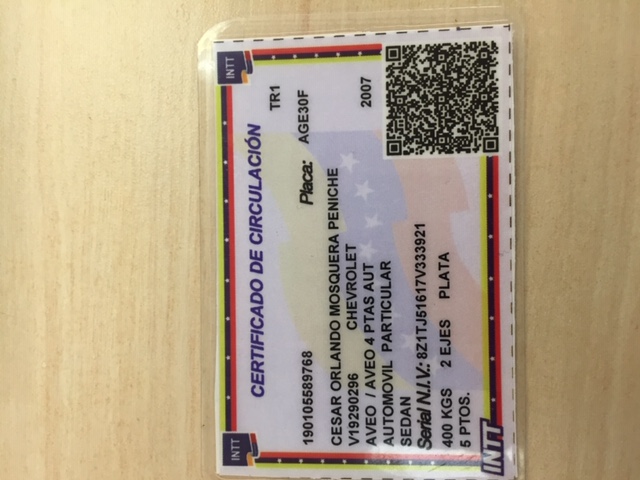 INTT INTT
CERTIFICADO DE CIRCULACIÓN
TR1
190105589768 Placa: AGE30F
CESAR ORLANDO MOSQUERA PENICHE
V19290296 CHEVROLET
AVEO / AVEO 4 PTAS AUT 2007
AUTOMOVIL PARTICULAR
SEDAN
Serial N.I.V.: 8Z1TJ51617V333921
400 KGS 2 EJES PLATA
5 PTOS.
INTT